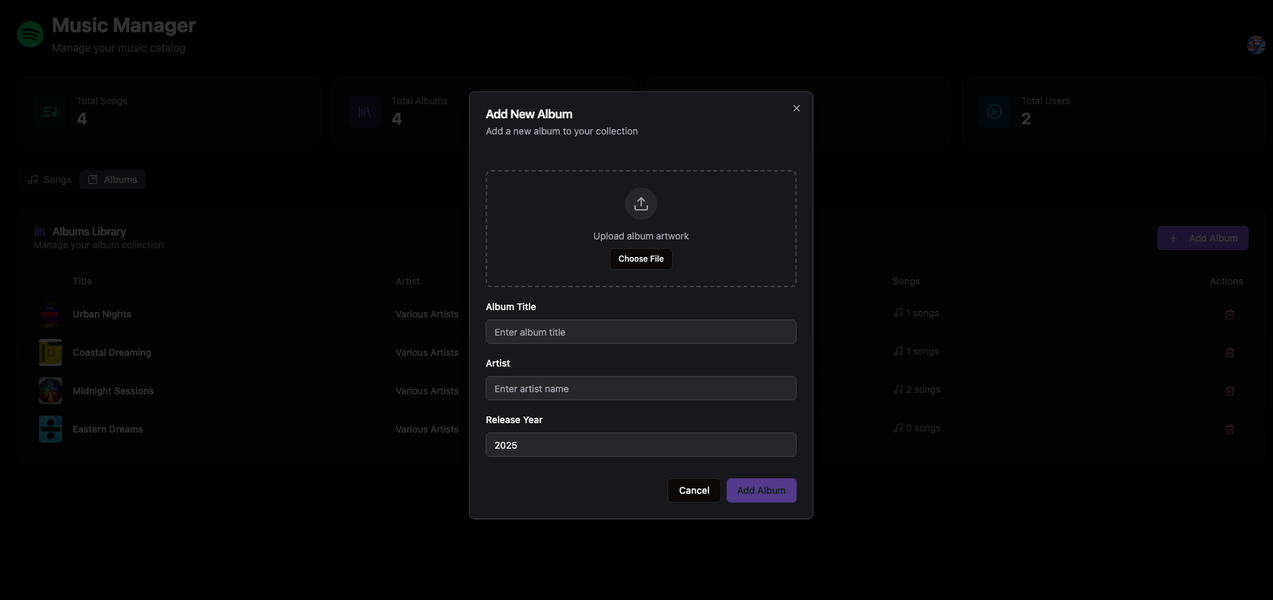 Music Manager
Manage your music catalog
Total Songs
4
Total Albums
4
Total Users
2
Songs
Albums
Albums Library
Manage your album collection
Add Album
Title
Artist
Songs
Actions
Urban Nights
Various Artists
1 songs
Coastal Dreaming
Various Artists
1 songs
Midnight Sessions
Various Artists
2 songs
Eastern Dreams
Various Artists
0 songs
Add New Album
Add a new album to your collection
Upload album artwork
Choose File
Album Title
Enter album title
Artist
Enter artist name
Release Year
2025
Cancel
Add Album